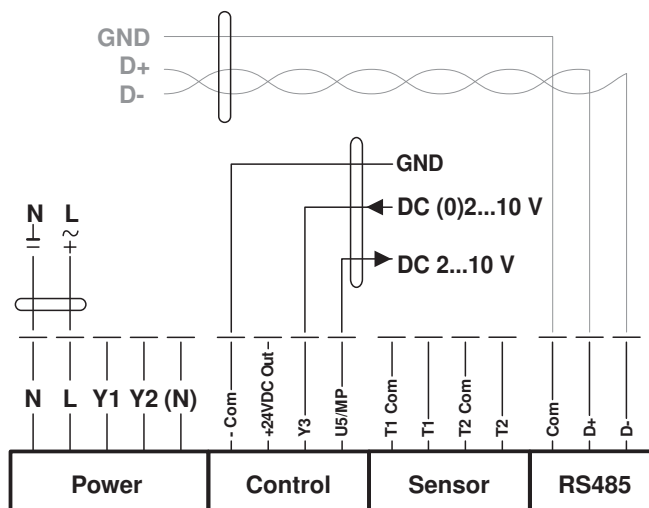 GND
D+
D-
GND
N L
DC (0)2...10 V
DC 2...10 V
N L Y1 Y2 (N)
- Com
+24VDC Out
Y3
U5/MP
T1 Com
T1
T2 Com
T2
Com
D+
D-
Power Control Sensor RS485